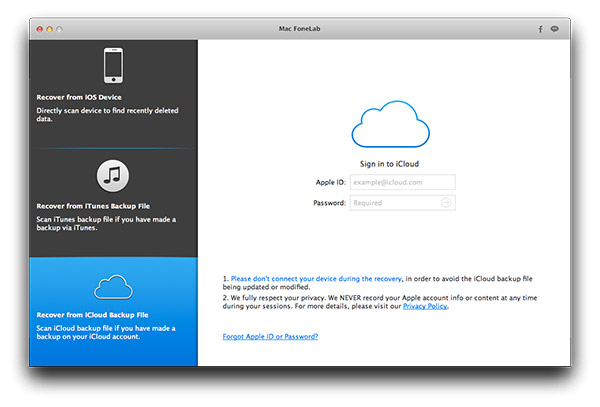 Mac FoneLab
f
Recover from iOS Device
Directly scan device to find recently deleted
data.
Recover from iTunes Backup File
Scan iTunes backup file if you have made a
backup via iTunes.
Recover from iCloud Backup File
Scan iCloud backup file if you have made a
backup on your iCloud account.
Sign in to iCloud
Apple ID: example@icloud.com
Password: Required
1. Please don't connect your device during the recovery, in order to avoid the iCloud backup file
being updated or modified.
2. We fully respect your privacy. We NEVER record your Apple account info or content at any time
during your sessions. For more details, please visit our Privacy Policy.
Forgot Apple ID or Password?